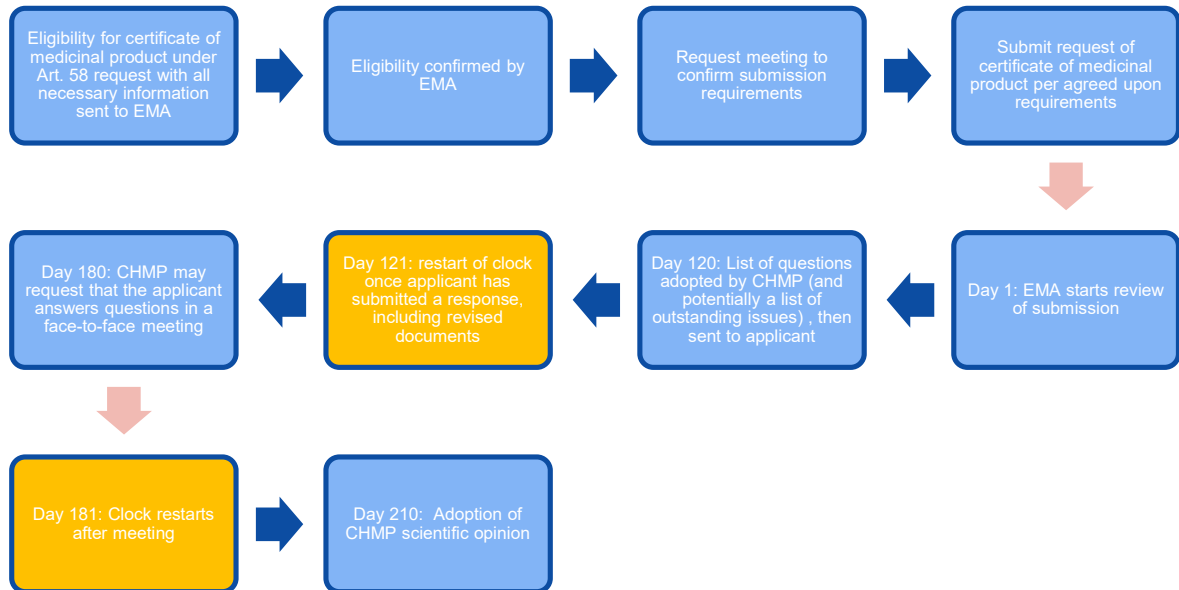 Eligibility for certificate of
medicinal product under
Art. 58 request with all
necessary information
sent to EMA
Eligibility confirmed by
EMA
Request meeting to
confirm submission
requirements
Submit request of
certificate of medicinal
product per agreed upon
requirements
Day 1: EMA starts review
of submission
Day 120: List of questions
adopted by CHMP (and
potentially a list of
outstanding issues) , then
sent to applicant
Day 121: restart of clock
once applicant has
submitted a response,
including revised
documents
Day 180: CHMP may
request that the applicant
answers questions in a
face-to-face meeting
Day 181: Clock restarts
after meeting
Day 210:  Adoption of
CHMP scientific opinion